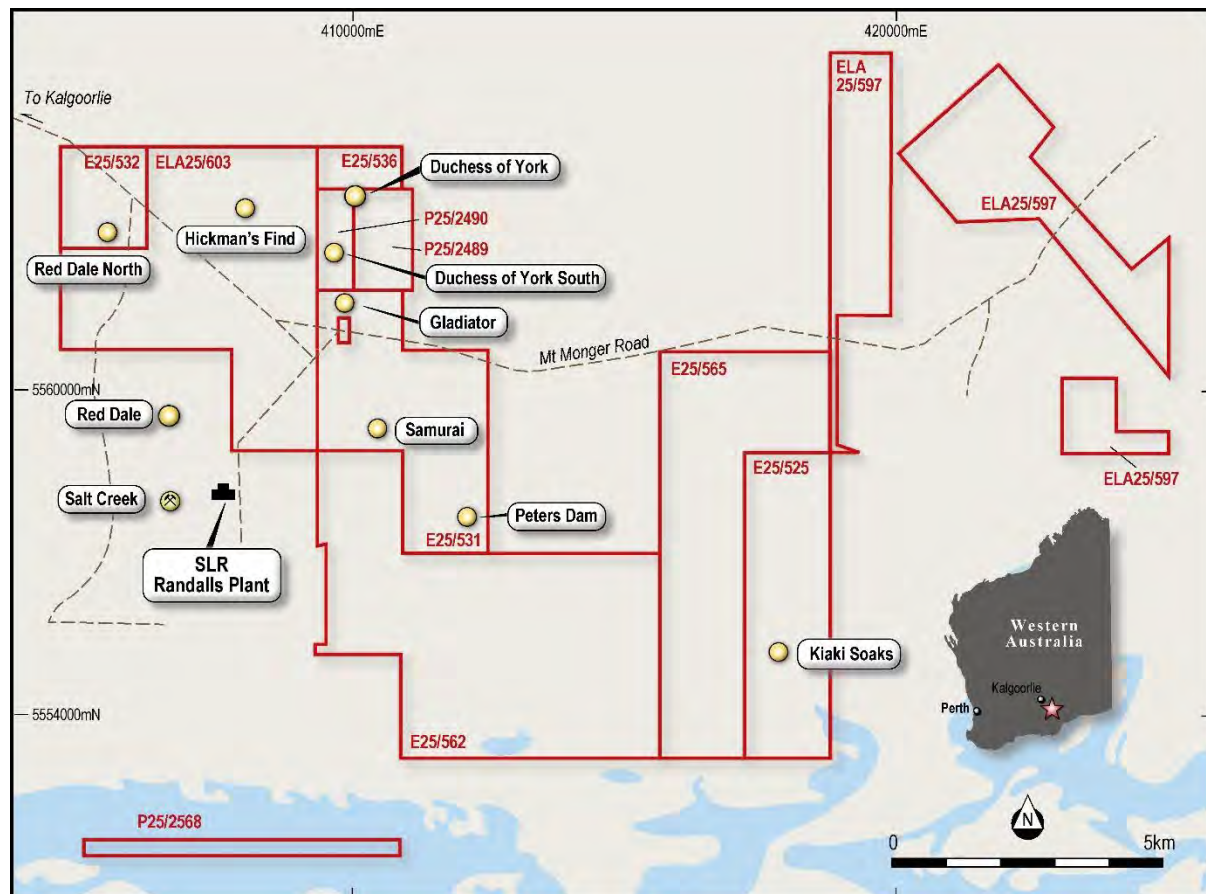 410000mE
420000mE
ELA
25/597
To Kalgoorlie
E25/532
ELA25/603
E25/536
Duchess of York
P25/2490
ELA25/597
Hickman's Find
P25/2489
Red Dale North
Duchess of York South
Gladiator
Mt Monger Road
E25/565
5560000mN
Red Dale
Samurai
E25/525
ELA25/597
Salt Creek
Peters Dam
E25/531
SLR
Randalls Plant
Western
Australia
Kiaki Soaks
Kalgoorlie
Perth
5554000mN
E25/562
P25/2568
N
0
5km